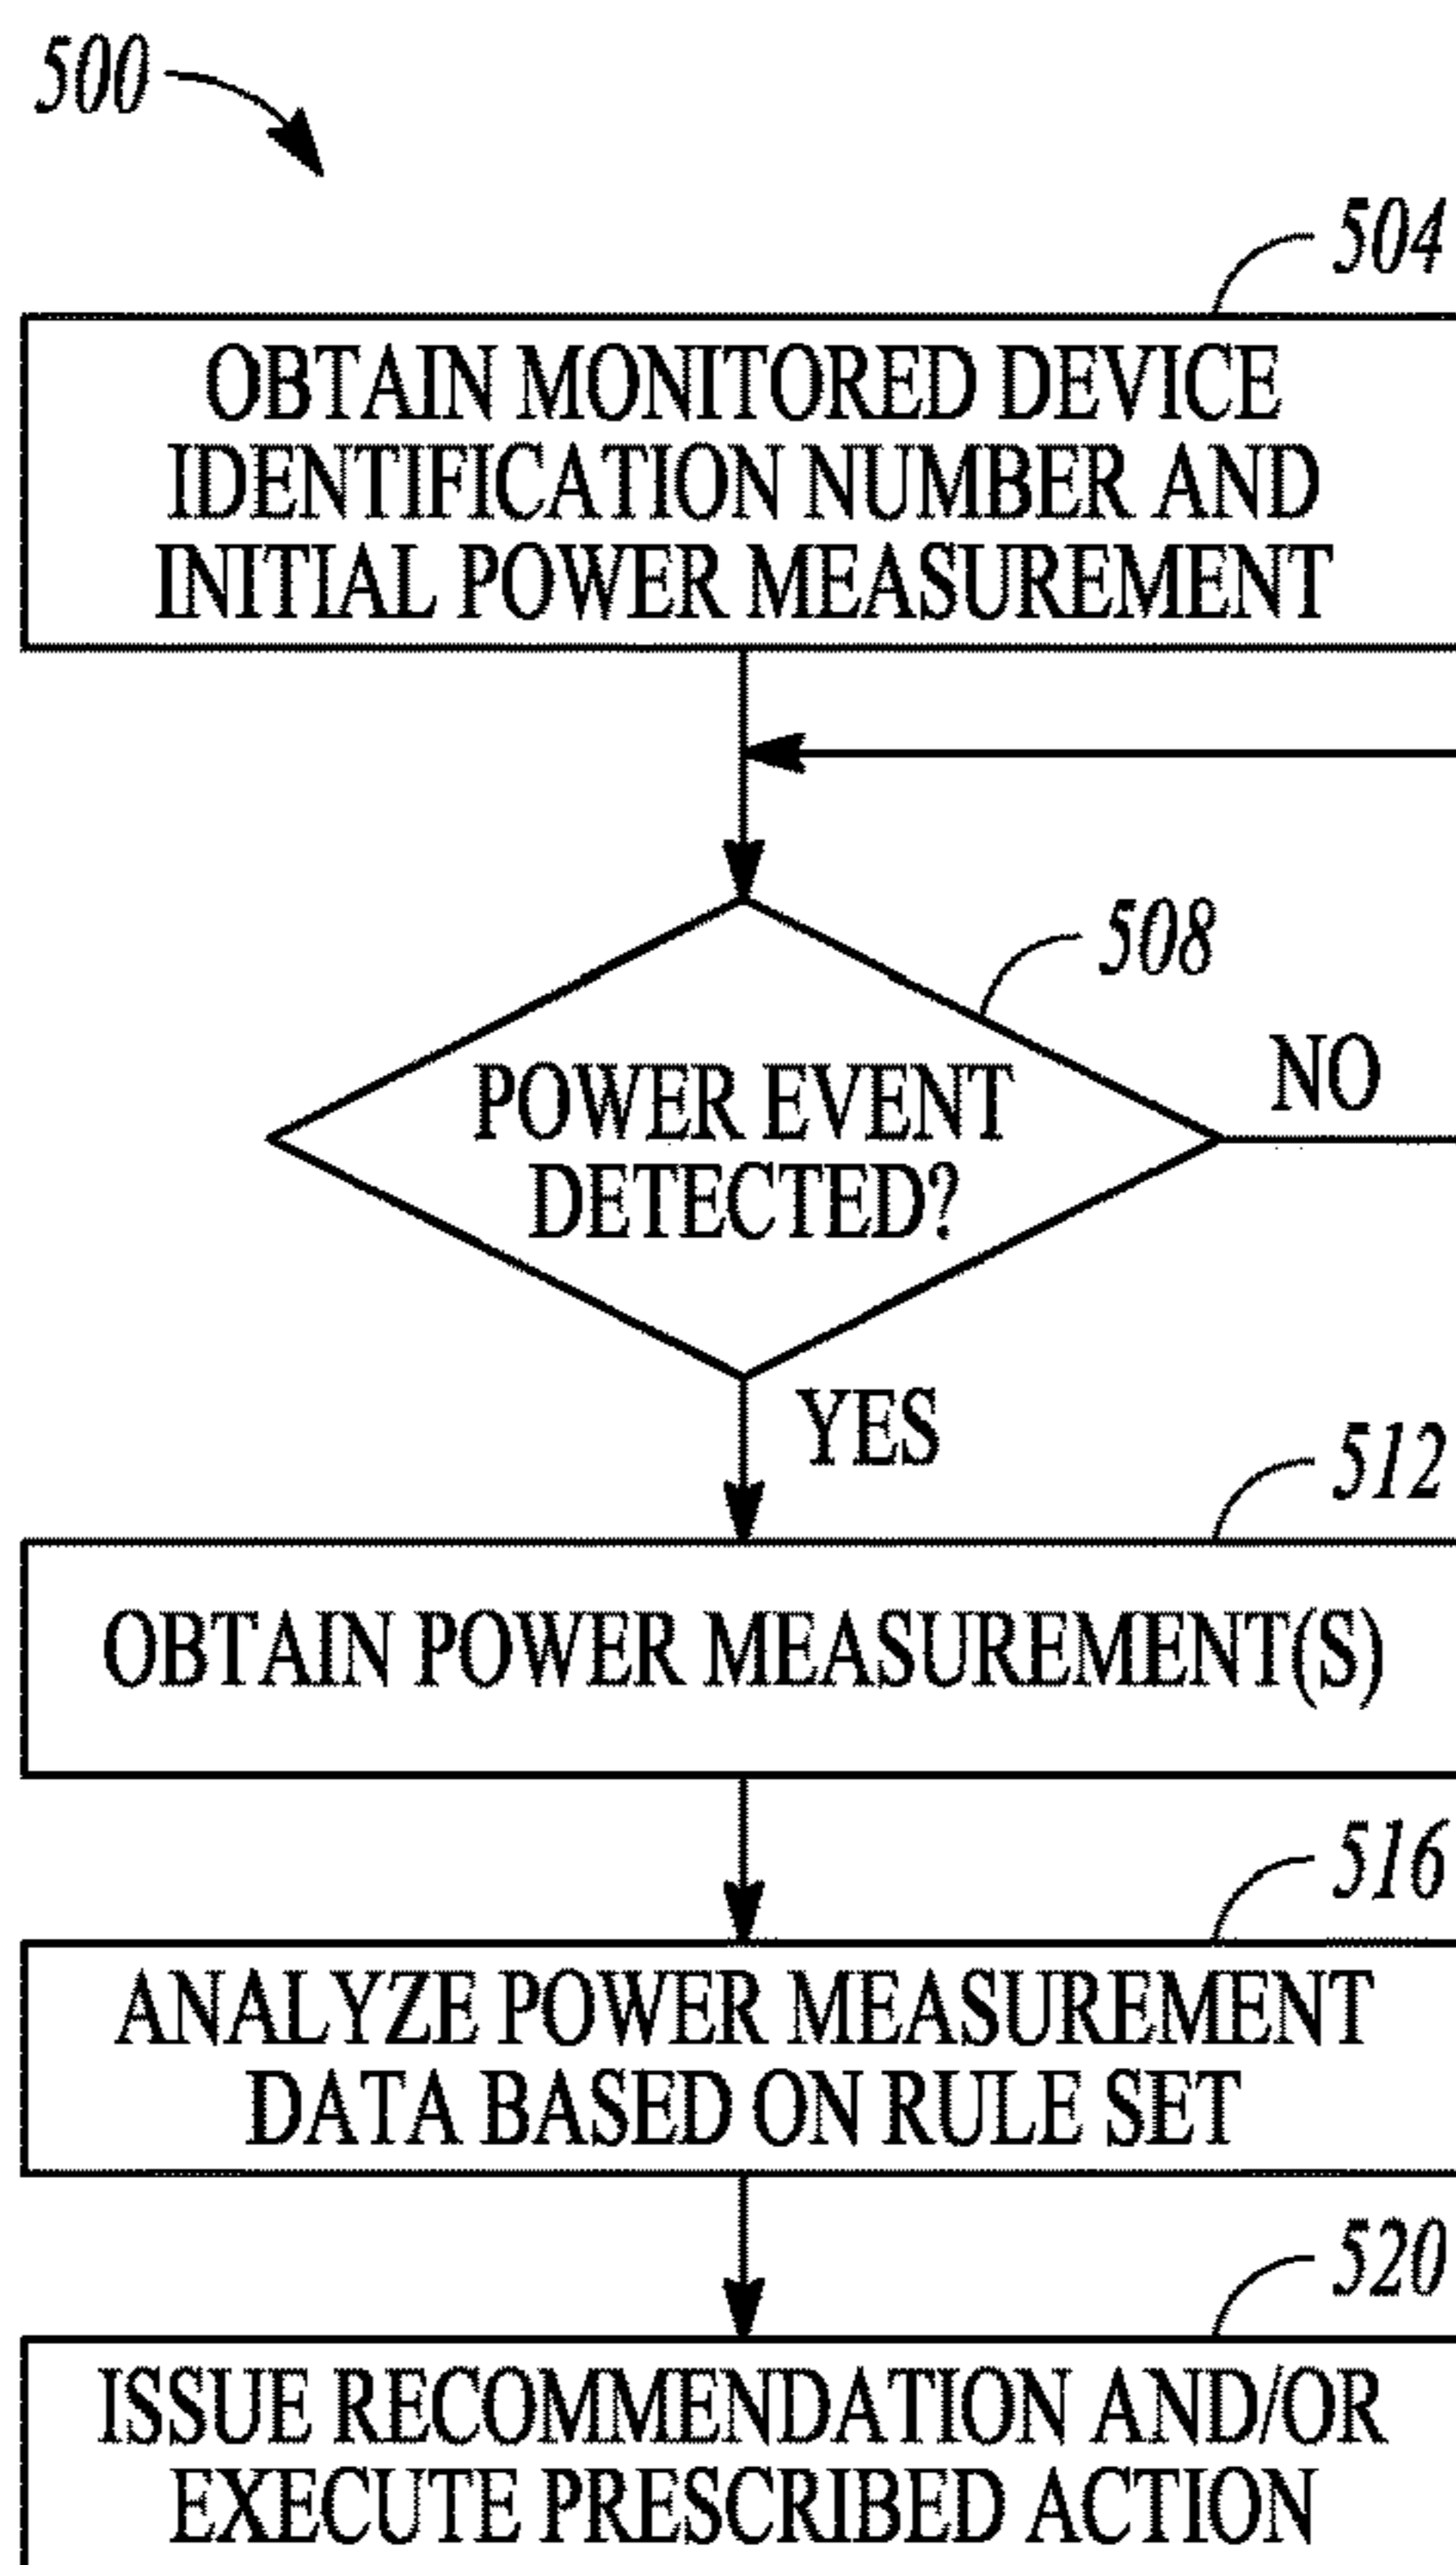 500
504
OBTAIN MONITORED DEVICE
IDENTIFICATION NUMBER AND
INITIAL POWER MEASUREMENT
508
POWER EVENT
DETECTED?
NO
YES
512
OBTAIN POWER MEASUREMENT(S)
516
ANALYZE POWER MEASUREMENT
DATA BASED ON RULE SET
520
ISSUE RECOMMENDATION AND/OR
EXECUTE PRESCRIBED ACTION